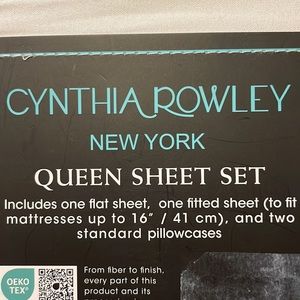 CYNTHIA ROWLEY
NEW YORK
QUEEN SHEET SET
Includes one flat sheet, one fitted sheet (to fit
mattresses up to 16" / 41 cm), and two
standard pillowcases
OEKO
TEX®
From fiber to finish,
every part of this
product and its